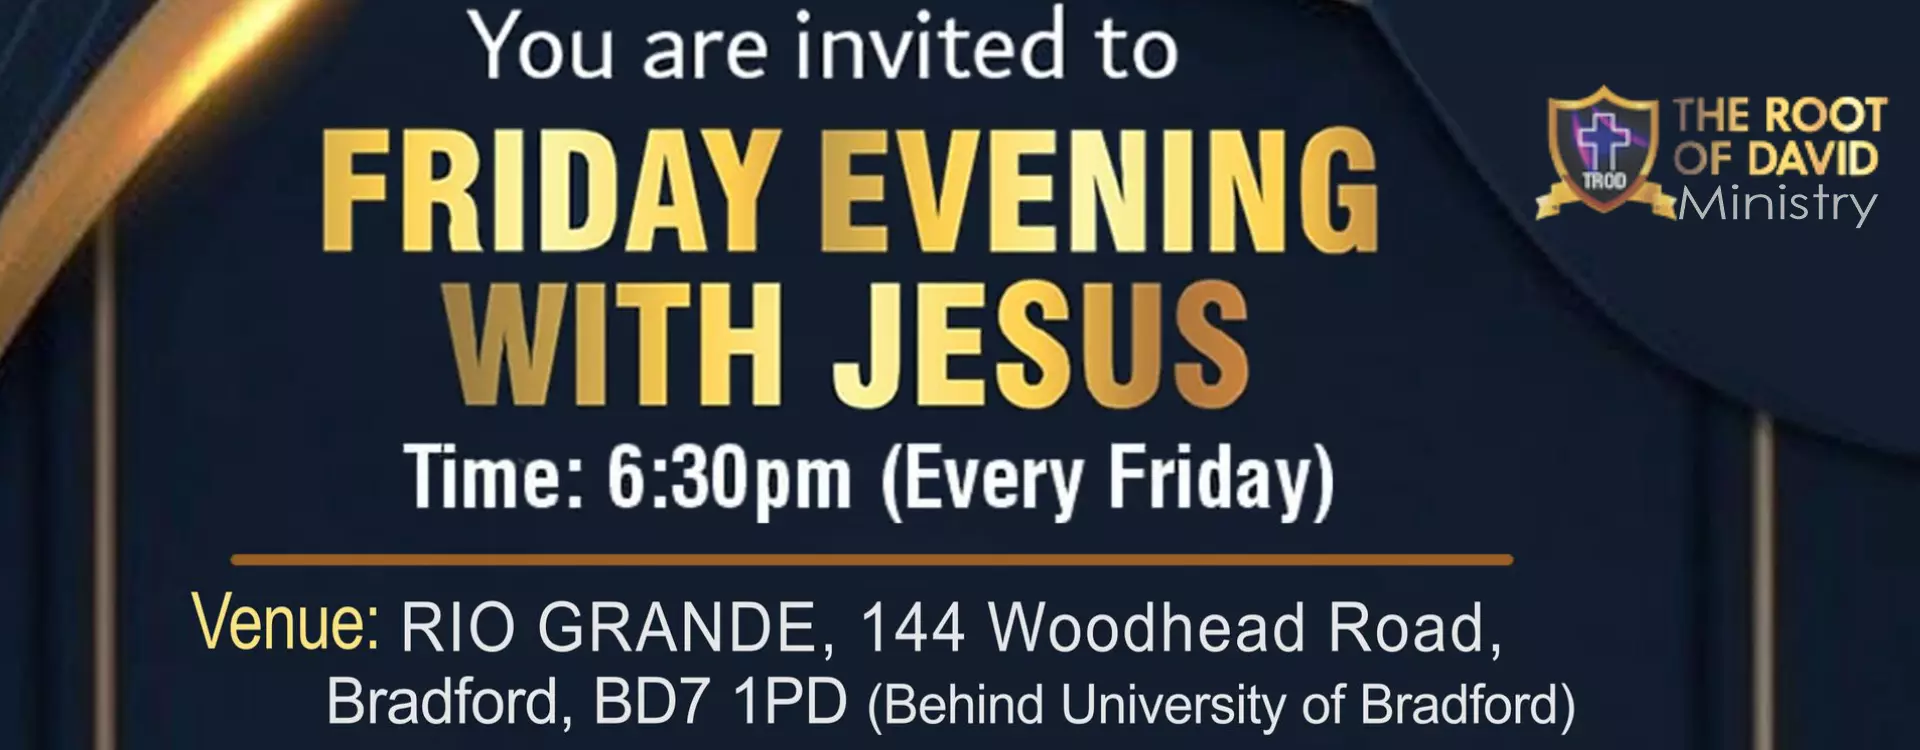 You are invited to
FRIDAY EVENING
WITH JESUS
Time: 6:30pm (Every Friday)
Venue: RIO GRANDE, 144 Woodhead Road,
Bradford, BD7 1PD (Behind University of Bradford)
TROD
THE ROOT
OF DAVID
Ministry